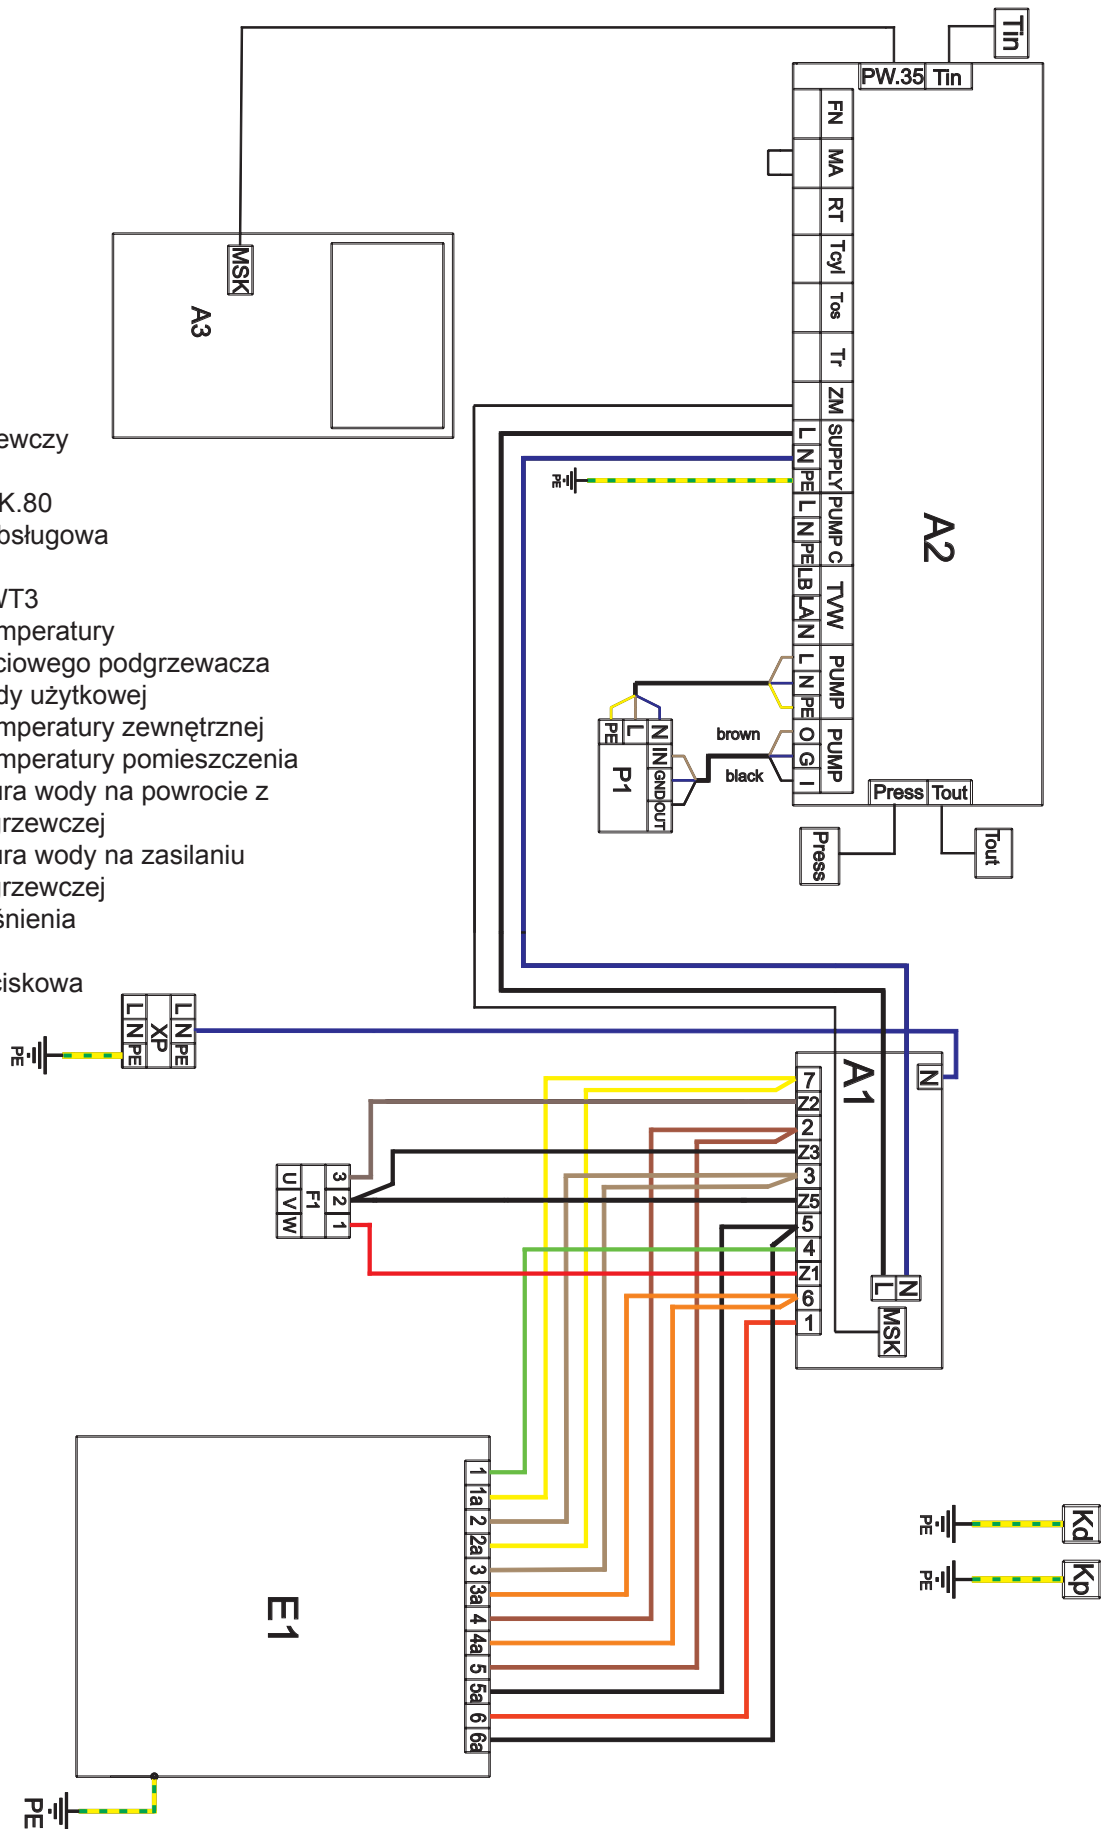 Tin
PW.35 Tin
FN
MA
RT
Tcyl
Tos
Tr
ZM
SUPPLY
L N PE
PUMP C
L N PE
TVW
LB LA N
PUMP
L N PE
PUMP
O G I
A2
Press Tout
Press
Tout
MSK
A3
PE
brown
black
PE L N
IN GND OUT
P1
ewczy
K.80
bsługowa
WT3
mperatury
ciowego podgrzewacza
dy użytkowej
mperatury zewnętrznej
mperatury pomieszczenia
ura wody na powrocie z
grzewczej
ura wody na zasilaniu
grzewczej
śnienia
ciskowa
L N PE
XP
L N PE
PE
A1
N
7
Z2
2
Z3
3
Z5
5
4
Z1
6
1
L N
MSK
3 2 1
F1
U V W
1
1a
2
2a
3
3a
4
4a
5
5a
6
6a
E1
PE
Kd
PE
Kp
PE